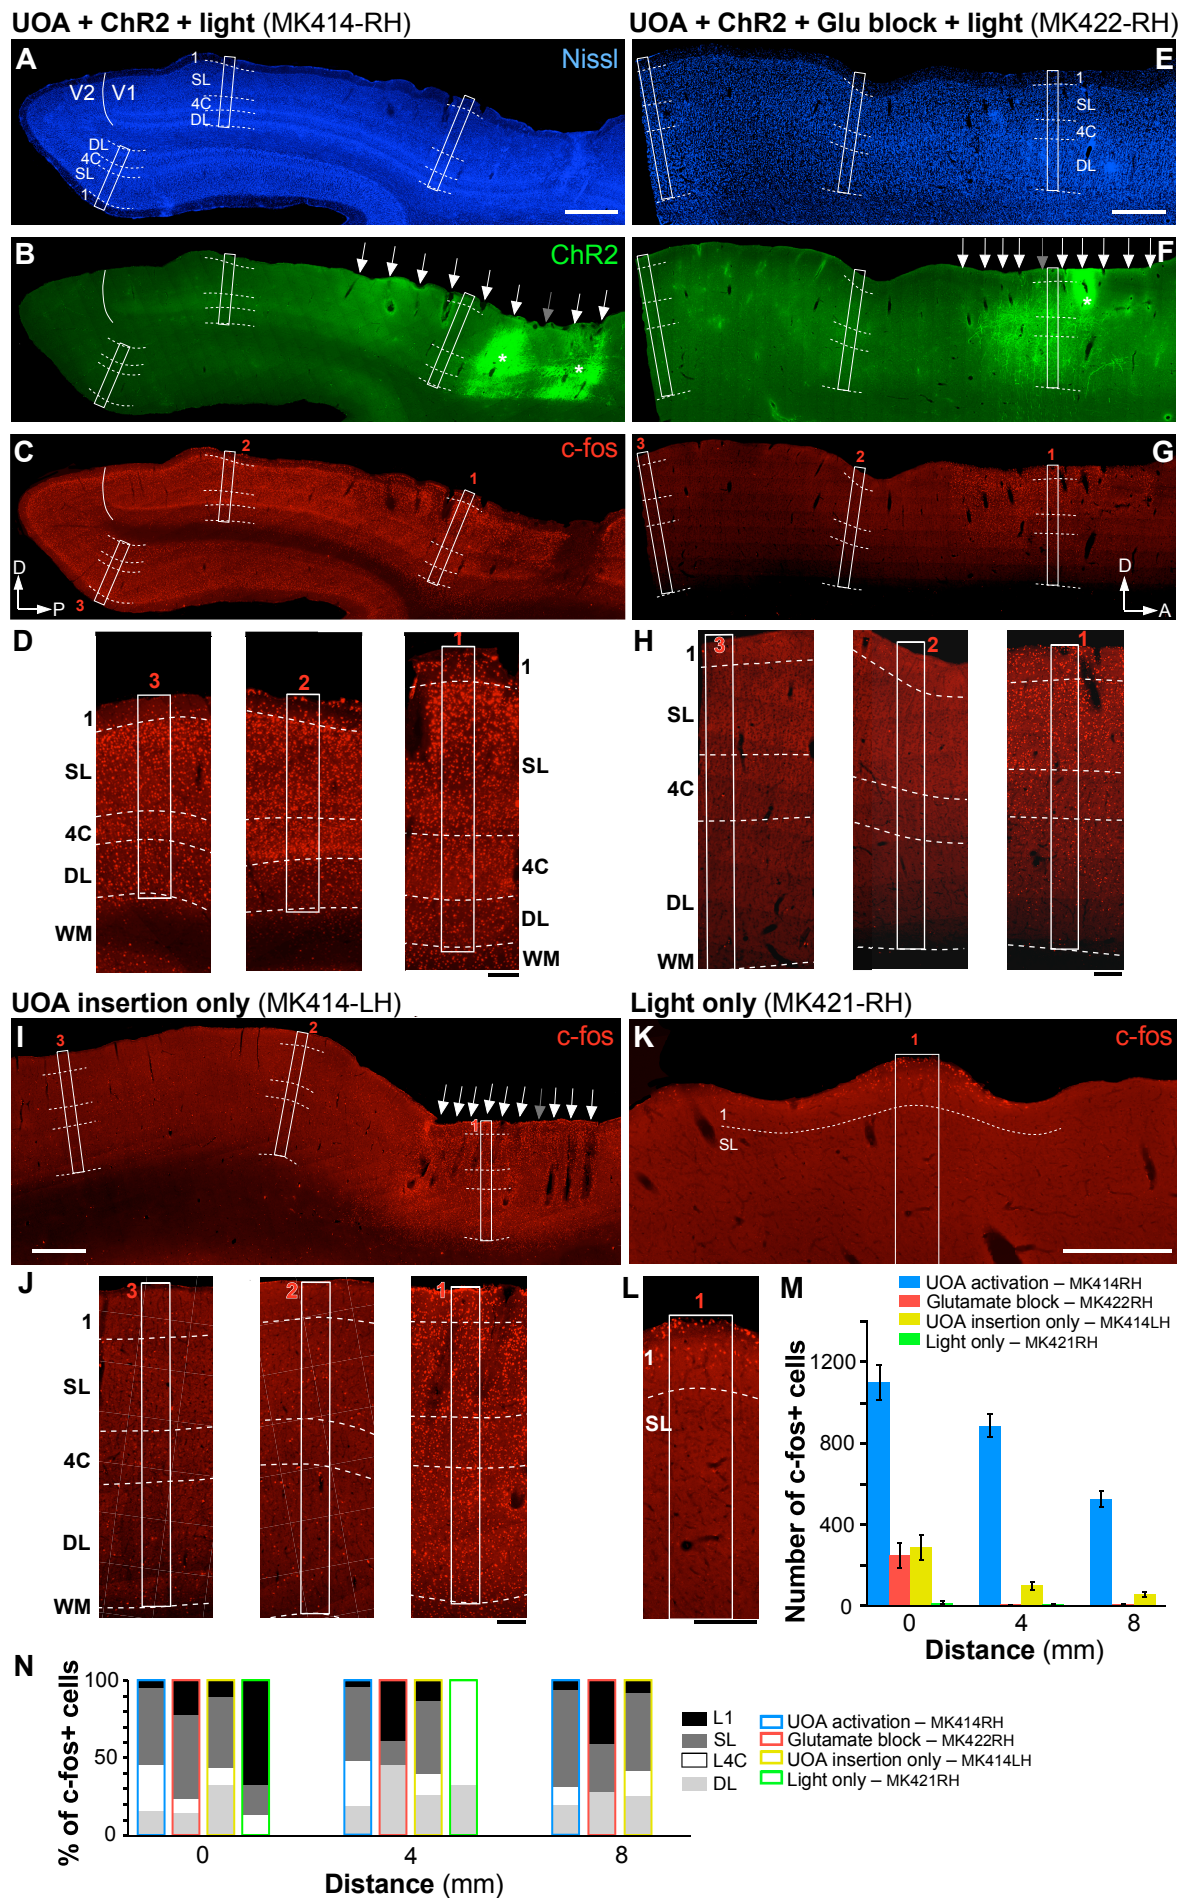 UOA + ChR2 + light (MK414-RH)
A
Nissl
V2 V1
1
SL
4C
DL
DL
4C
SL
1
B
ChR2
*
*
C
c-fos
2
1
3
D
P
D
3
2
1
1
SL
4C
DL
WM
1
SL
4C
DL
WM
UOA + ChR2 + Glu block + light (MK422-RH)
E
1
SL
4C
DL
F
*
G
3
2
1
D
A
H
3
2
1
1
SL
4C
DL
WM
UOA insertion only (MK414-LH)
I
c-fos
3
2
1
J
3
2
1
1
SL
4C
DL
WM
Light only (MK421-RH)
K
c-fos
1
1
SL
L
1
1
SL
M
UOA activation – MK414RH
Glutamate block – MK422RH
UOA insertion only – MK414LH
Light only – MK421RH
Number of c-fos+ cells
1200
800
400
0
0 4 8
Distance (mm)
N
% of c-fos+ cells
100
50
0
0 4 8
Distance (mm)
L1
SL
L4C
DL
UOA activation – MK414RH
Glutamate block – MK422RH
UOA insertion only – MK414LH
Light only – MK421RH